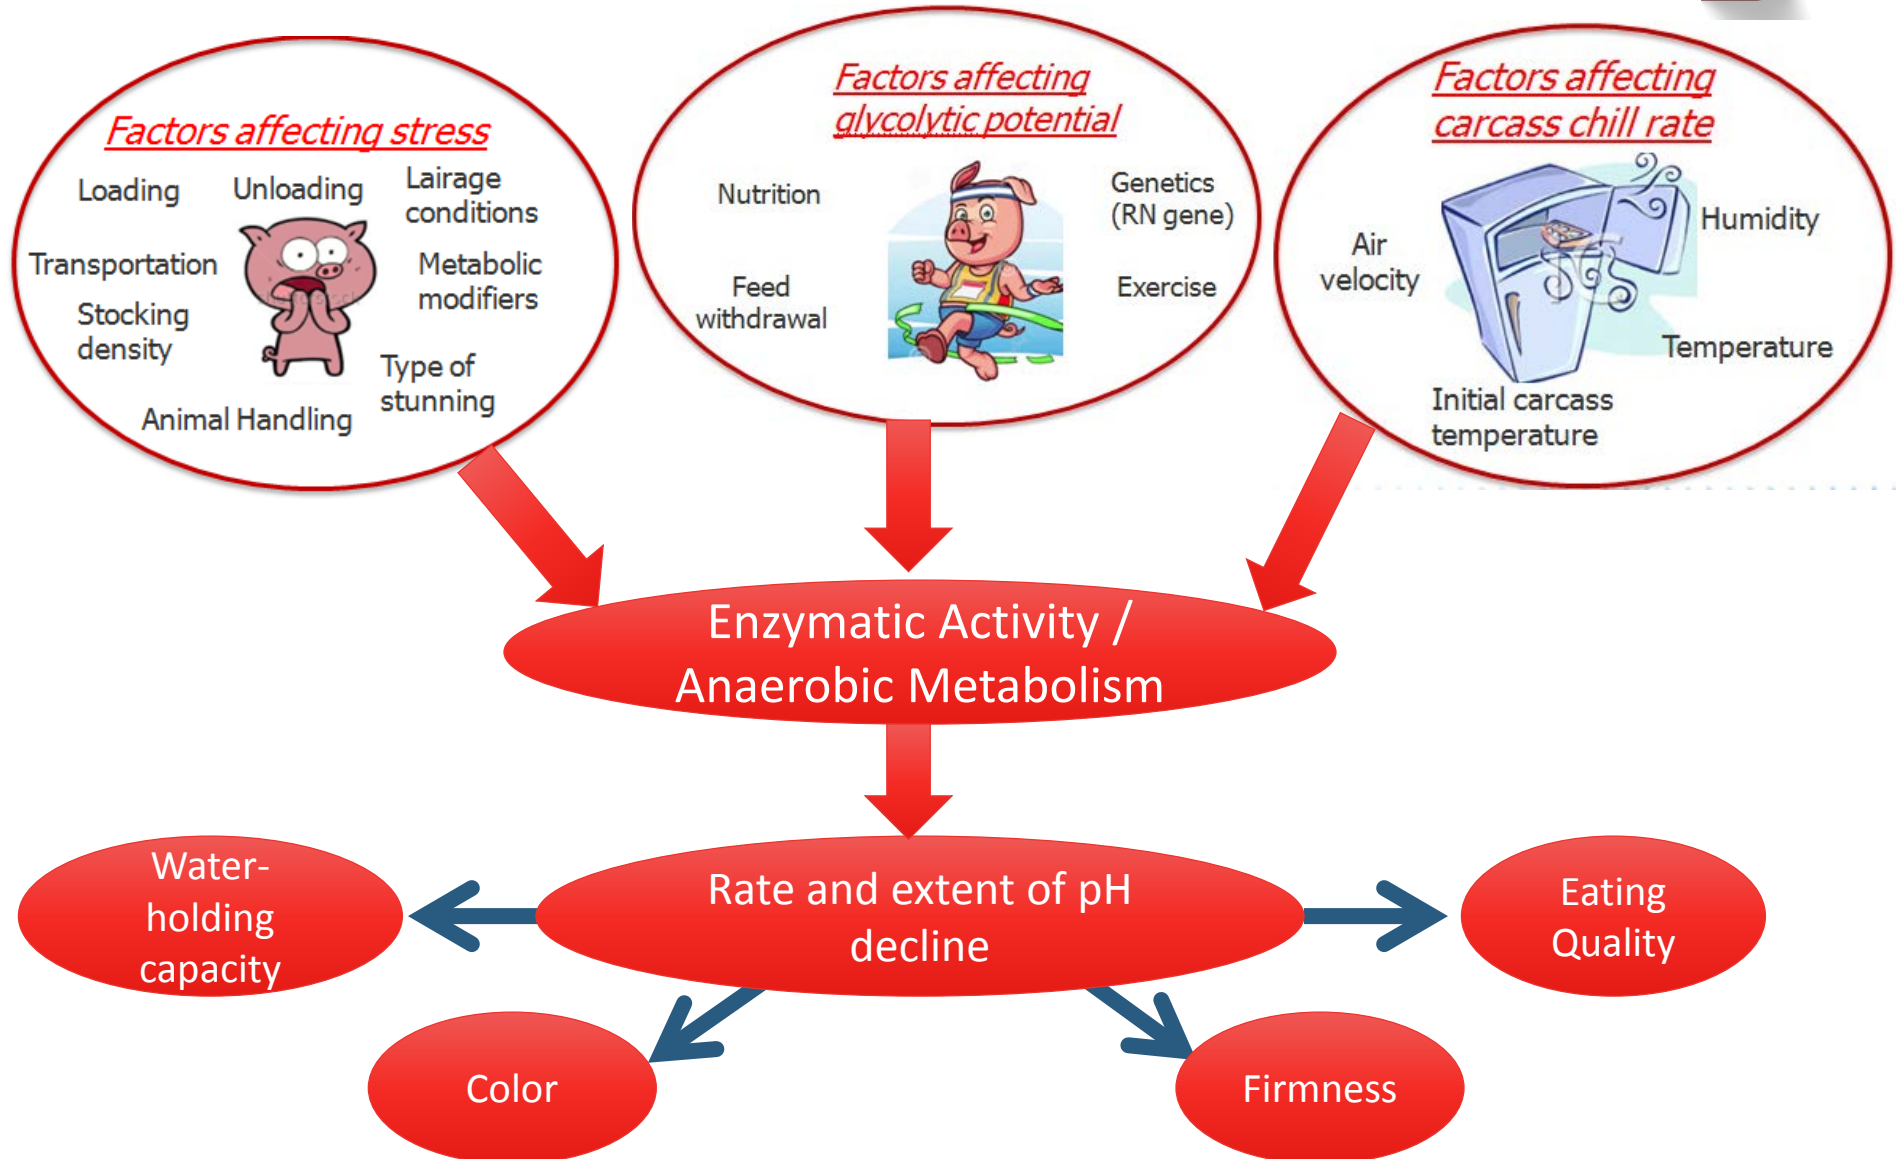 Factors affecting stress
Loading
Unloading
Lairage
conditions
Transportation
Metabolic
modifiers
Stocking
density
Type of
stunning
Animal Handling
Factors affecting
glycolytic potential
Nutrition
Genetics
(RN gene)
Feed
withdrawal
Exercise
Factors affecting
carcass chill rate
Air
velocity
Humidity
Temperature
Initial carcass
temperature
Enzymatic Activity /
Anaerobic Metabolism
Rate and extent of pH
decline
Water-
holding
capacity
Color
Firmness
Eating
Quality